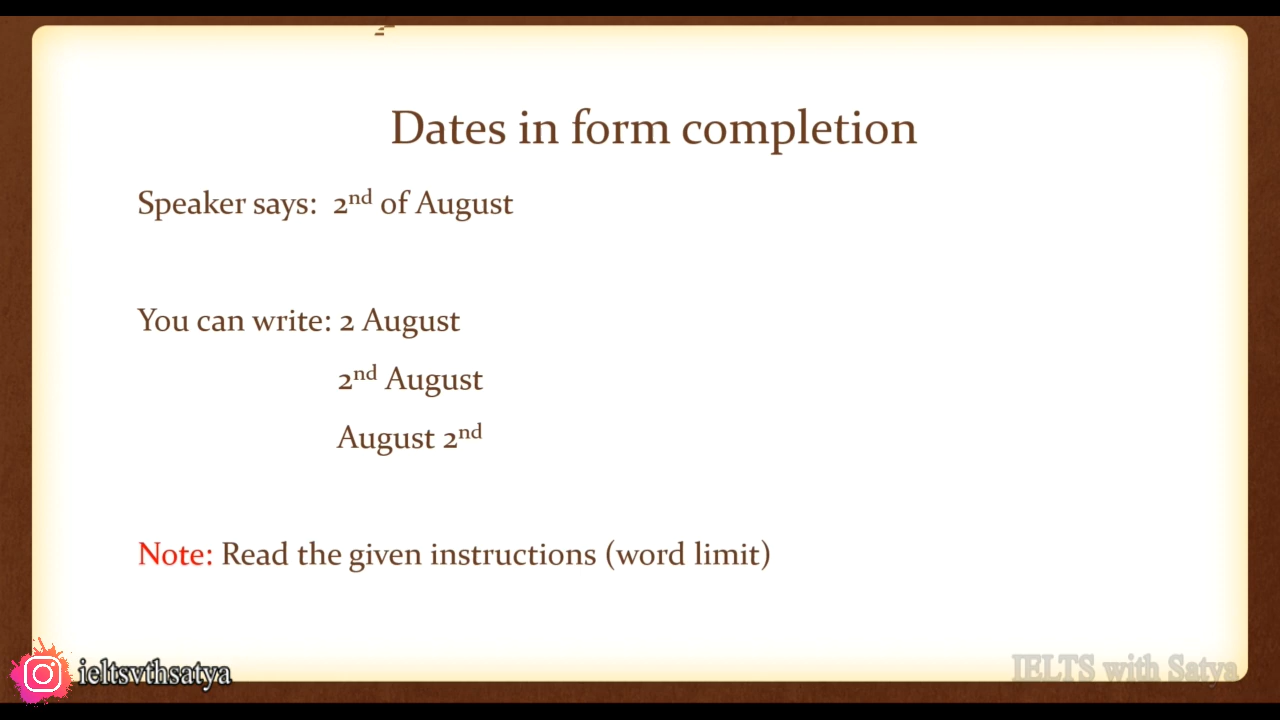 Dates in form completion
Speaker says: 2nd of August
You can write: 2 August
2nd August
August 2nd
Note: Read the given instructions (word limit)
ieltsvthsatya
IELTS with Satya